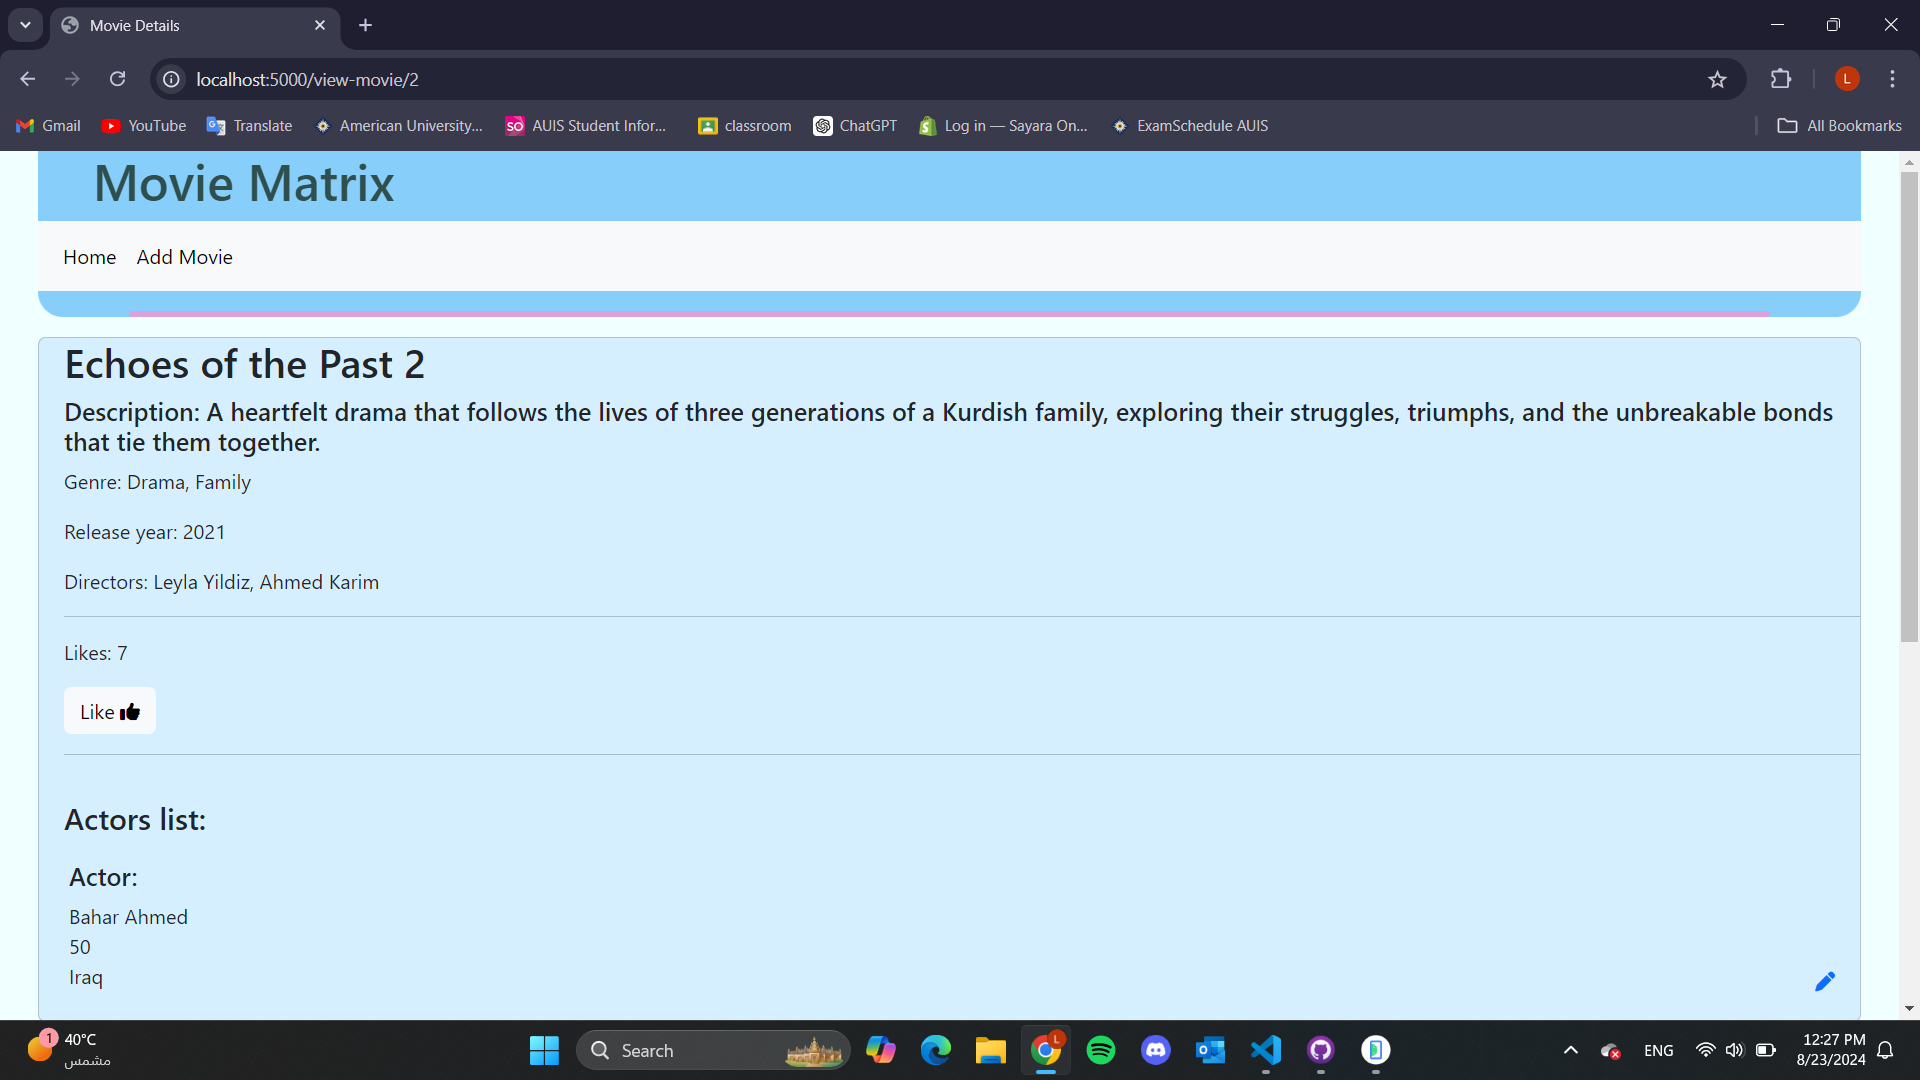 Movie Details
localhost:5000/view-movie/2
L
Gmail
YouTube
Translate
American University...
SO
AUIS Student Infor...
classroom
ChatGPT
Log in — Sayara On...
ExamSchedule AUIS
All Bookmarks
Movie Matrix
Home
Add Movie
Echoes of the Past 2
Description: A heartfelt drama that follows the lives of three generations of a Kurdish family, exploring their struggles, triumphs, and the unbreakable bonds
that tie them together.
Genre: Drama, Family
Release year: 2021
Directors: Leyla Yildiz, Ahmed Karim
Likes: 7
Like
Actors list:
Actor:
Bahar Ahmed
50
Iraq
1
40°C
مشمس
Search
L
ENG
12:27 PM
8/23/2024